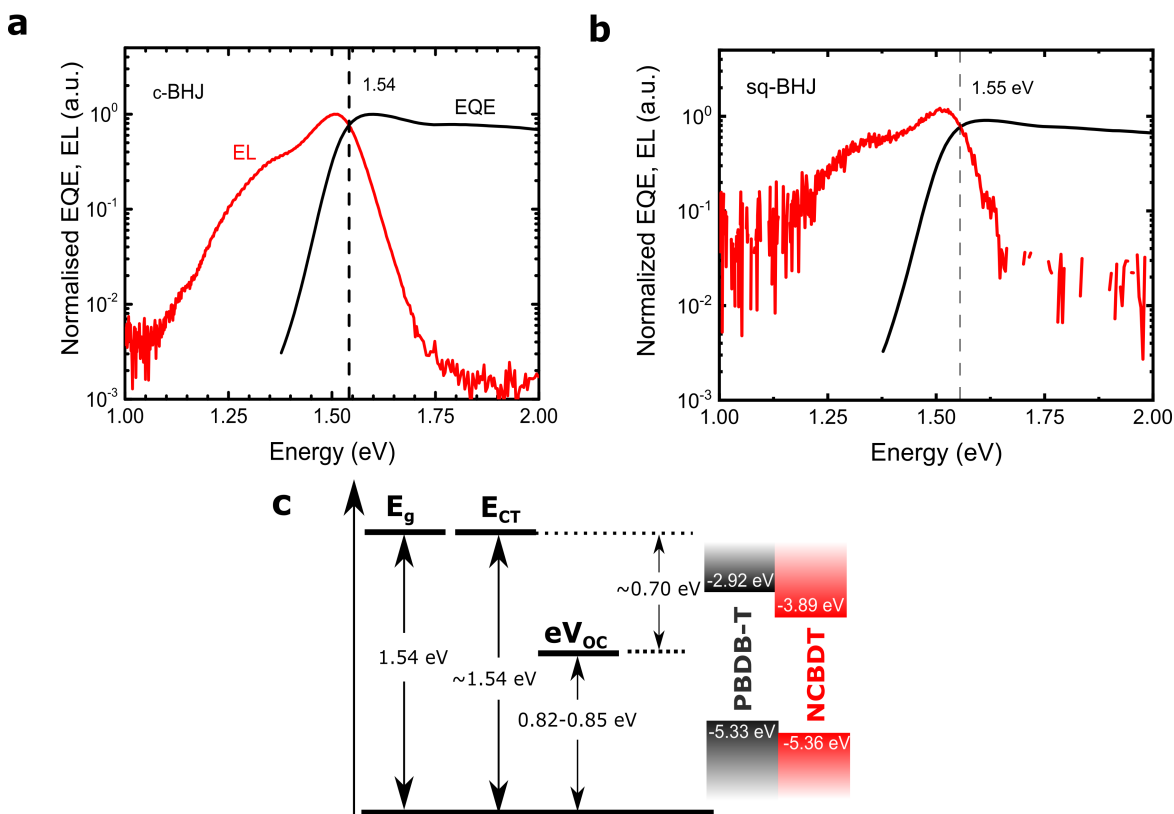 a
Normalised EQE, EL (a.u.)
10⁰
10⁻¹
10⁻²
10⁻³
c-BHJ
1.54
EQE
EL
1.00
1.25
1.50
1.75
2.00
Energy (eV)
b
Normalized EQE, EL (a.u.)
10⁰
10⁻¹
10⁻²
10⁻³
sq-BHJ
1.55 eV
1.00
1.25
1.50
1.75
2.00
Energy (eV)
c
E_g
E_CT
1.54 eV
~1.54 eV
eV_OC
0.82-0.85 eV
~0.70 eV
-2.92 eV
-3.89 eV
PBDB-T
NCBDT
-5.33 eV
-5.36 eV